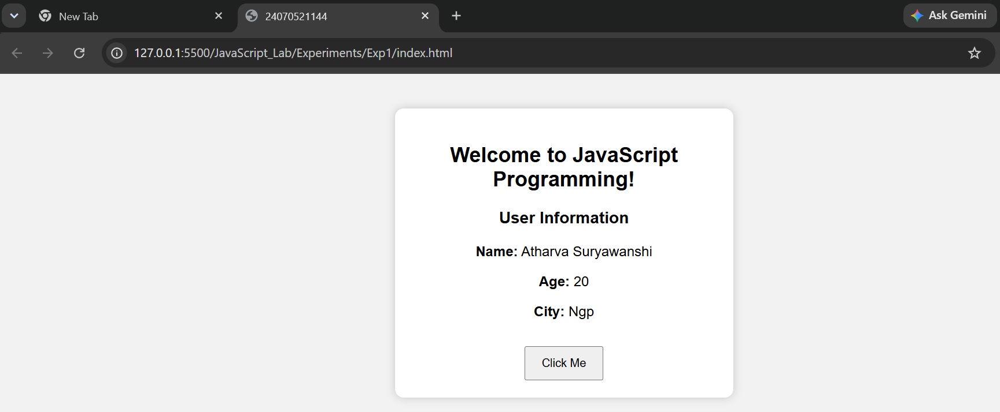 New Tab
24070521144
Ask Gemini
127.0.0.1:5500/JavaScript_Lab/Experiments/Exp1/index.html
Welcome to JavaScript
Programming!
User Information
Name: Atharva Suryawanshi
Age: 20
City: Ngp
Click Me